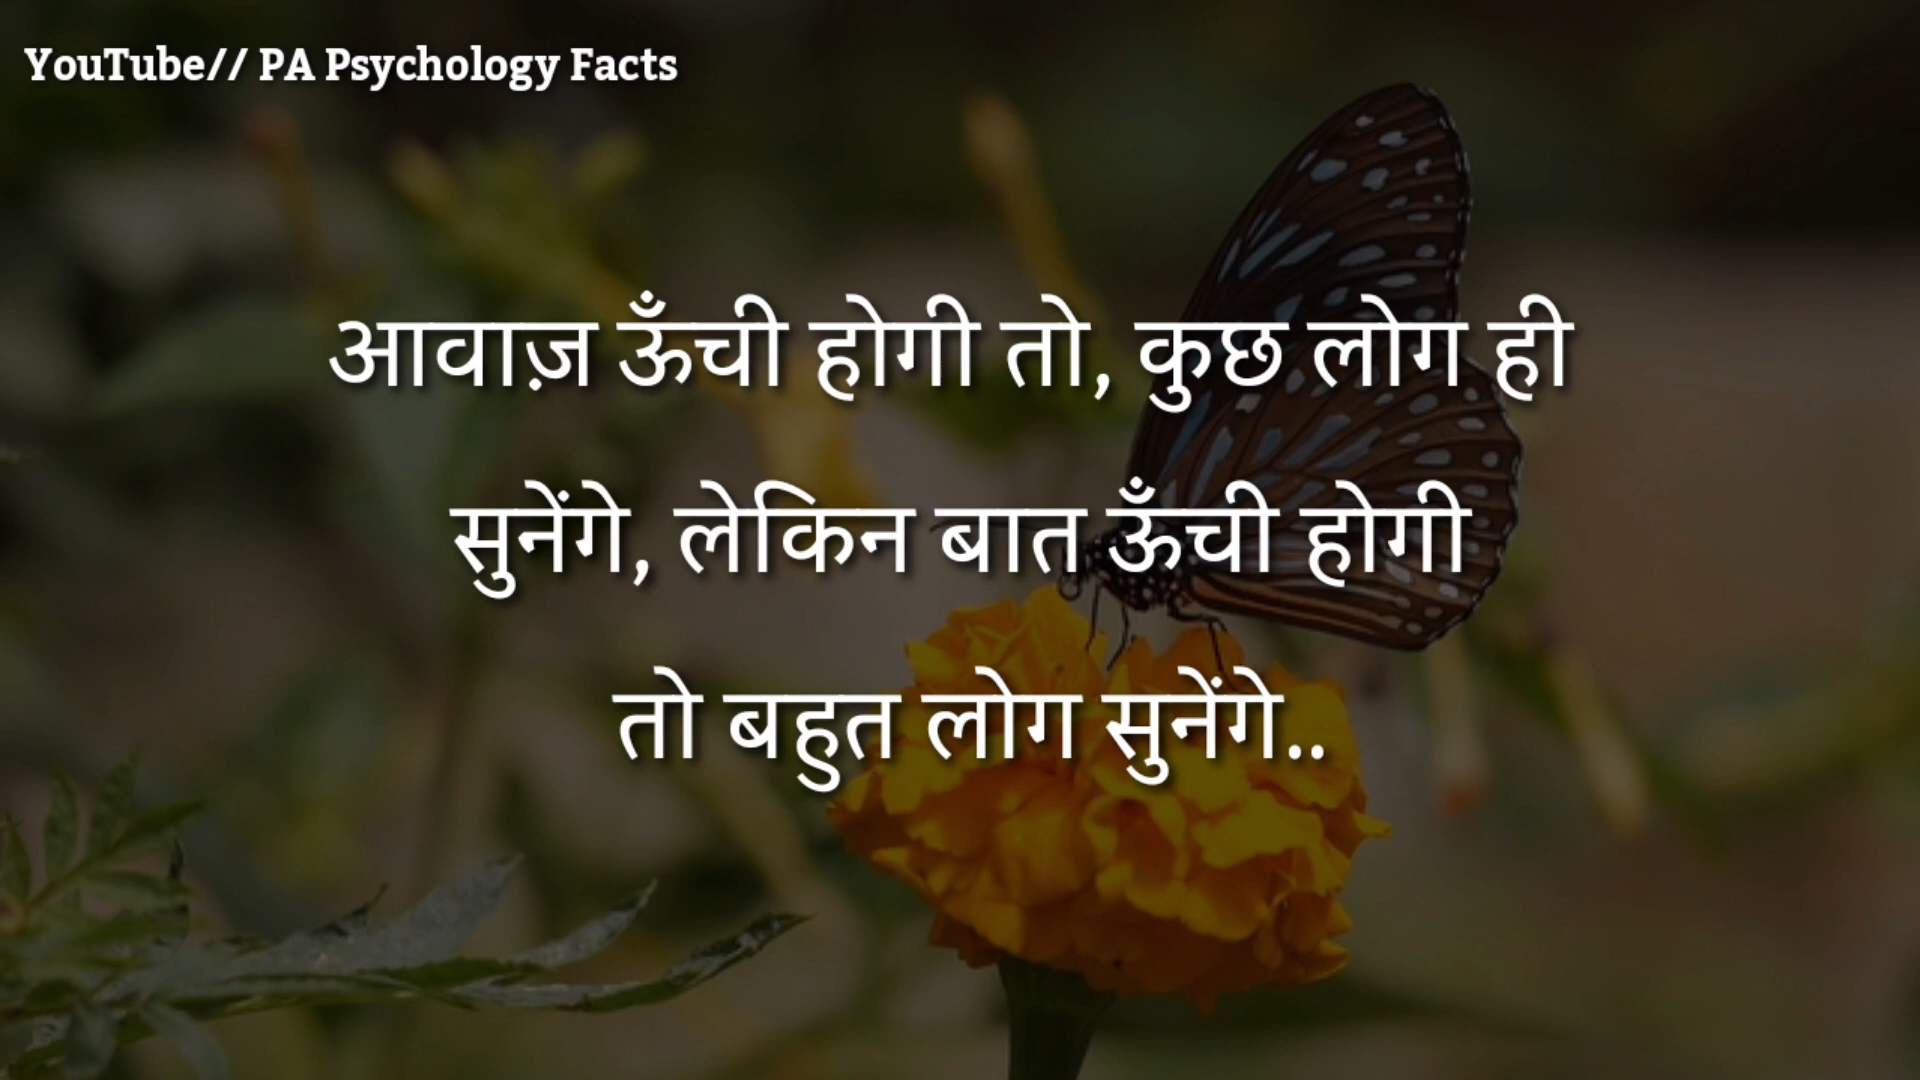 YouTube// PA Psychology Facts
आवाज़ ऊँची होगी तो, कुछ लोग ही
सुनेंगे, लेकिन बात ऊँची होगी
तो बहुत लोग सुनेंगे..